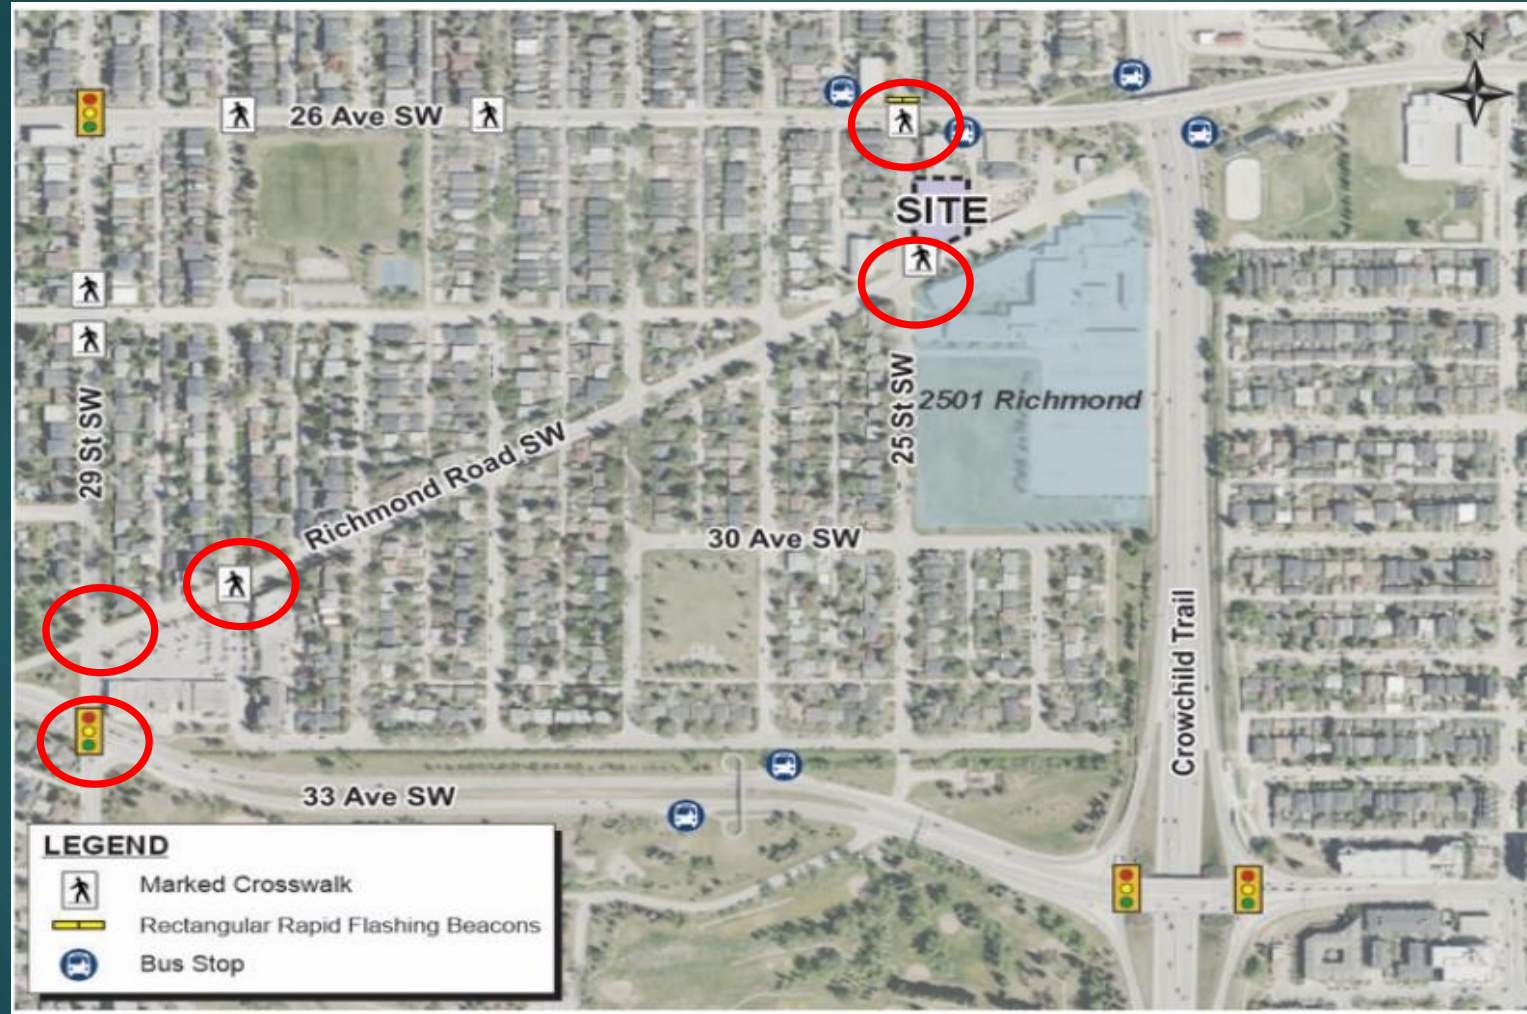 N
26 Ave SW
SITE
29 St SW
Richmond Road SW
25 St SW
2501 Richmond
30 Ave SW
Crowchild Trail
33 Ave SW
LEGEND
Marked Crosswalk
Rectangular Rapid Flashing Beacons
Bus Stop